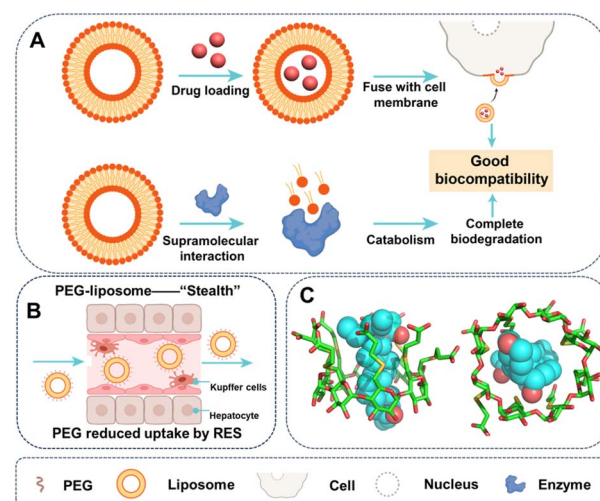 A
Drug loading
Fuse with cell
membrane
Good
biocompatibility
Supramolecular
interaction
Catabolism
Complete
biodegradation
B
PEG-liposome——“Stealth”
Kupffer cells
Hepatocyte
PEG reduced uptake by RES
C
PEG
Liposome
Cell
Nucleus
Enzyme